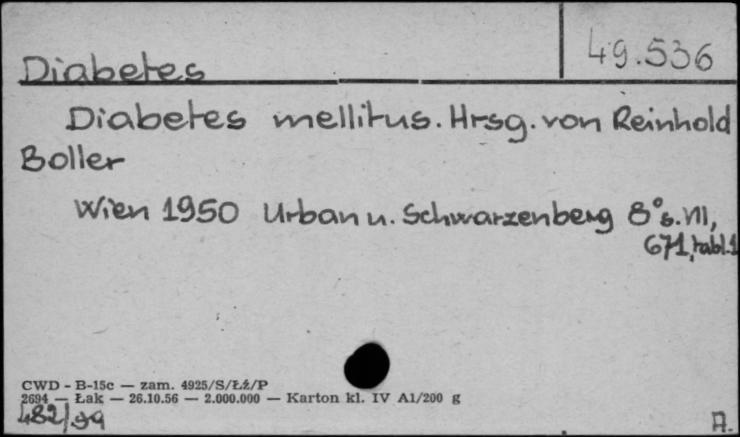 49.536
Diabetes
Diabetes mellitus. Hrsg. von Reinhold
Boller
Wien 1950 Urban u. Schwarzenberg 8° s. VII,
671, tabl. 1
CWD - B-15c — zam. 4925/S/Łż/P
2694 — Łak — 26.10.56 — 2.000.000 — Karton kl. IV A1/200 g
482/99
A.